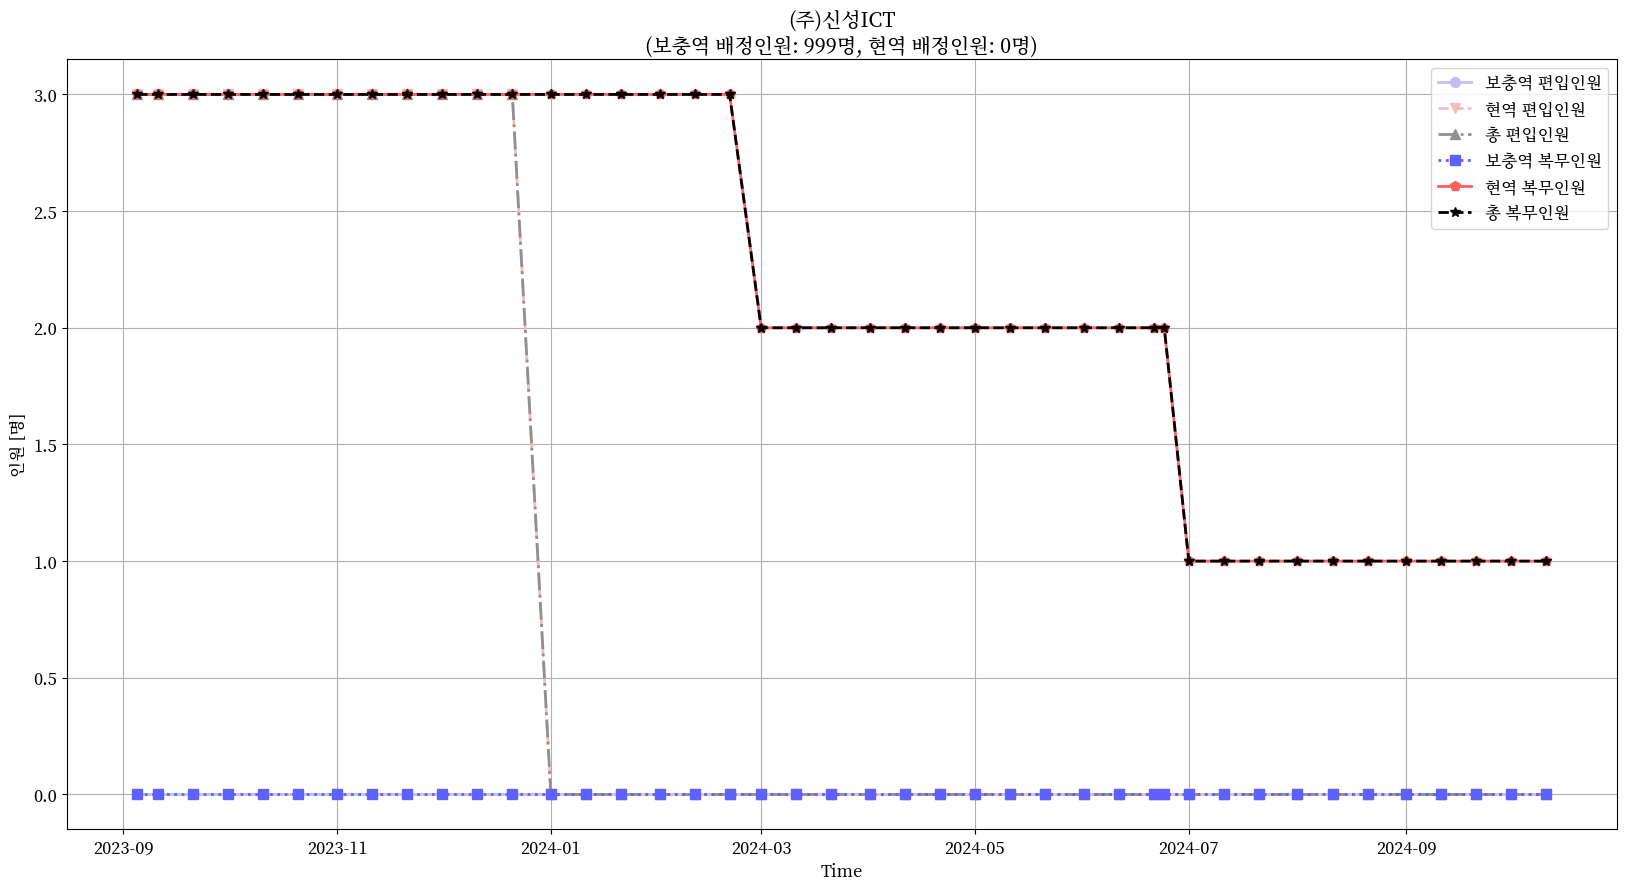 (주)신성ICT
(보충역 배정인원: 999명, 현역 배정인원: 0명)
보충역 편입인원
현역 편입인원
총 편입인원
보충역 복무인원
현역 복무인원
총 복무인원
3.0
2.5
2.0
1.5
1.0
0.5
0.0
인원 [명]
2023-09 2023-11 2024-01 2024-03 2024-05 2024-07 2024-09
Time